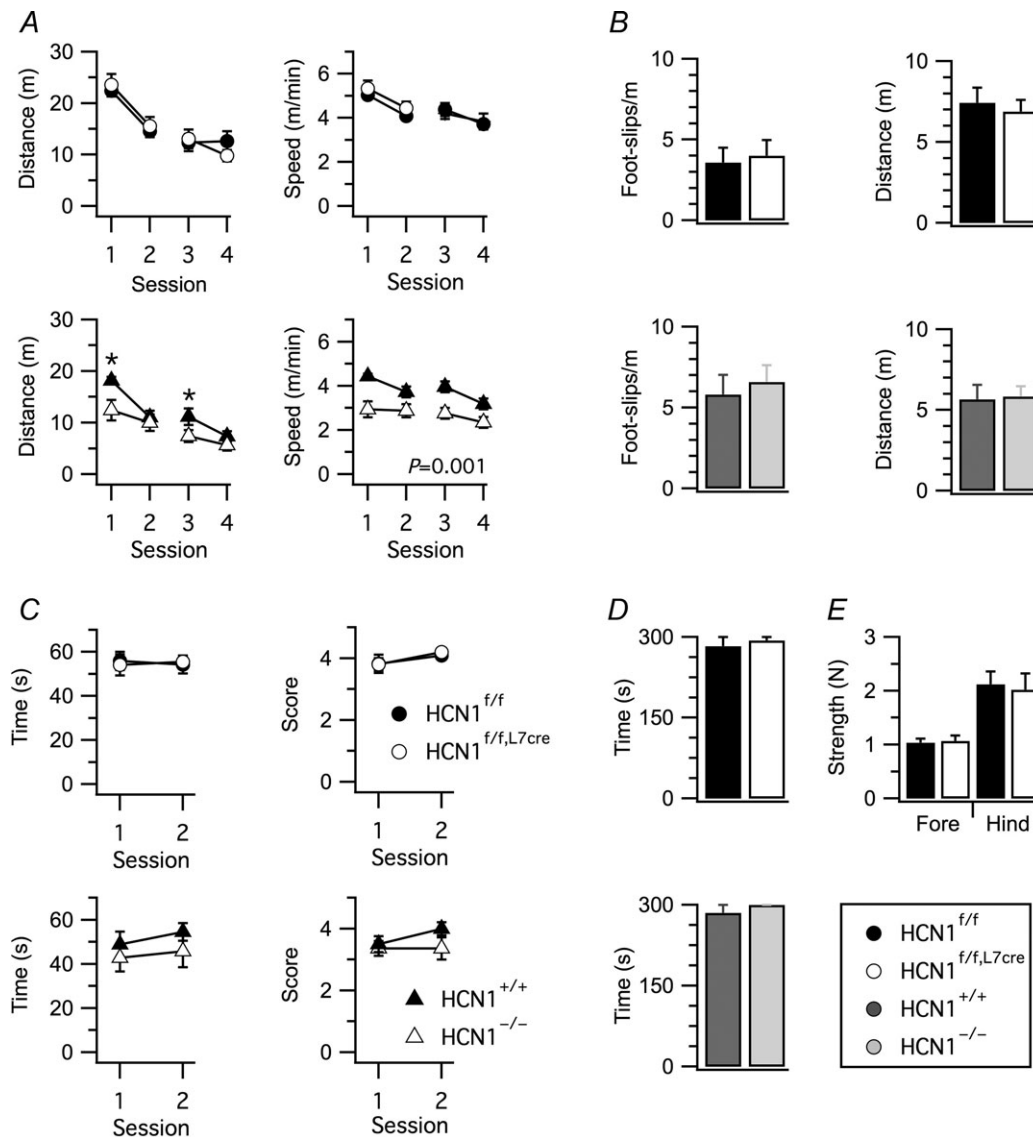 A
B
Distance (m)
30
20
10
0
1 2 3 4
Session
Speed (m/min)
6
4
2
0
1 2 3 4
Session
Foot-slips/m
10
5
0
Distance (m)
10
5
0
Distance (m)
30
20
10
0
*
*
1 2 3 4
Session
Speed (m/min)
6
4
2
0
P=0.001
1 2 3 4
Session
Foot-slips/m
10
5
0
Distance (m)
10
5
0
C
D
E
Time (s)
60
40
20
0
1 2
Session
Score
4
2
0
HCN1f/f
HCN1f/f,L7cre
1 2
Session
Time (s)
300
150
0
Strength (N)
3
2
1
0
Fore Hind
Time (s)
60
40
20
0
1 2
Session
Score
4
2
0
HCN1+/+
HCN1−/−
1 2
Session
Time (s)
300
150
0
HCN1f/f
HCN1f/f,L7cre
HCN1+/+
HCN1−/−